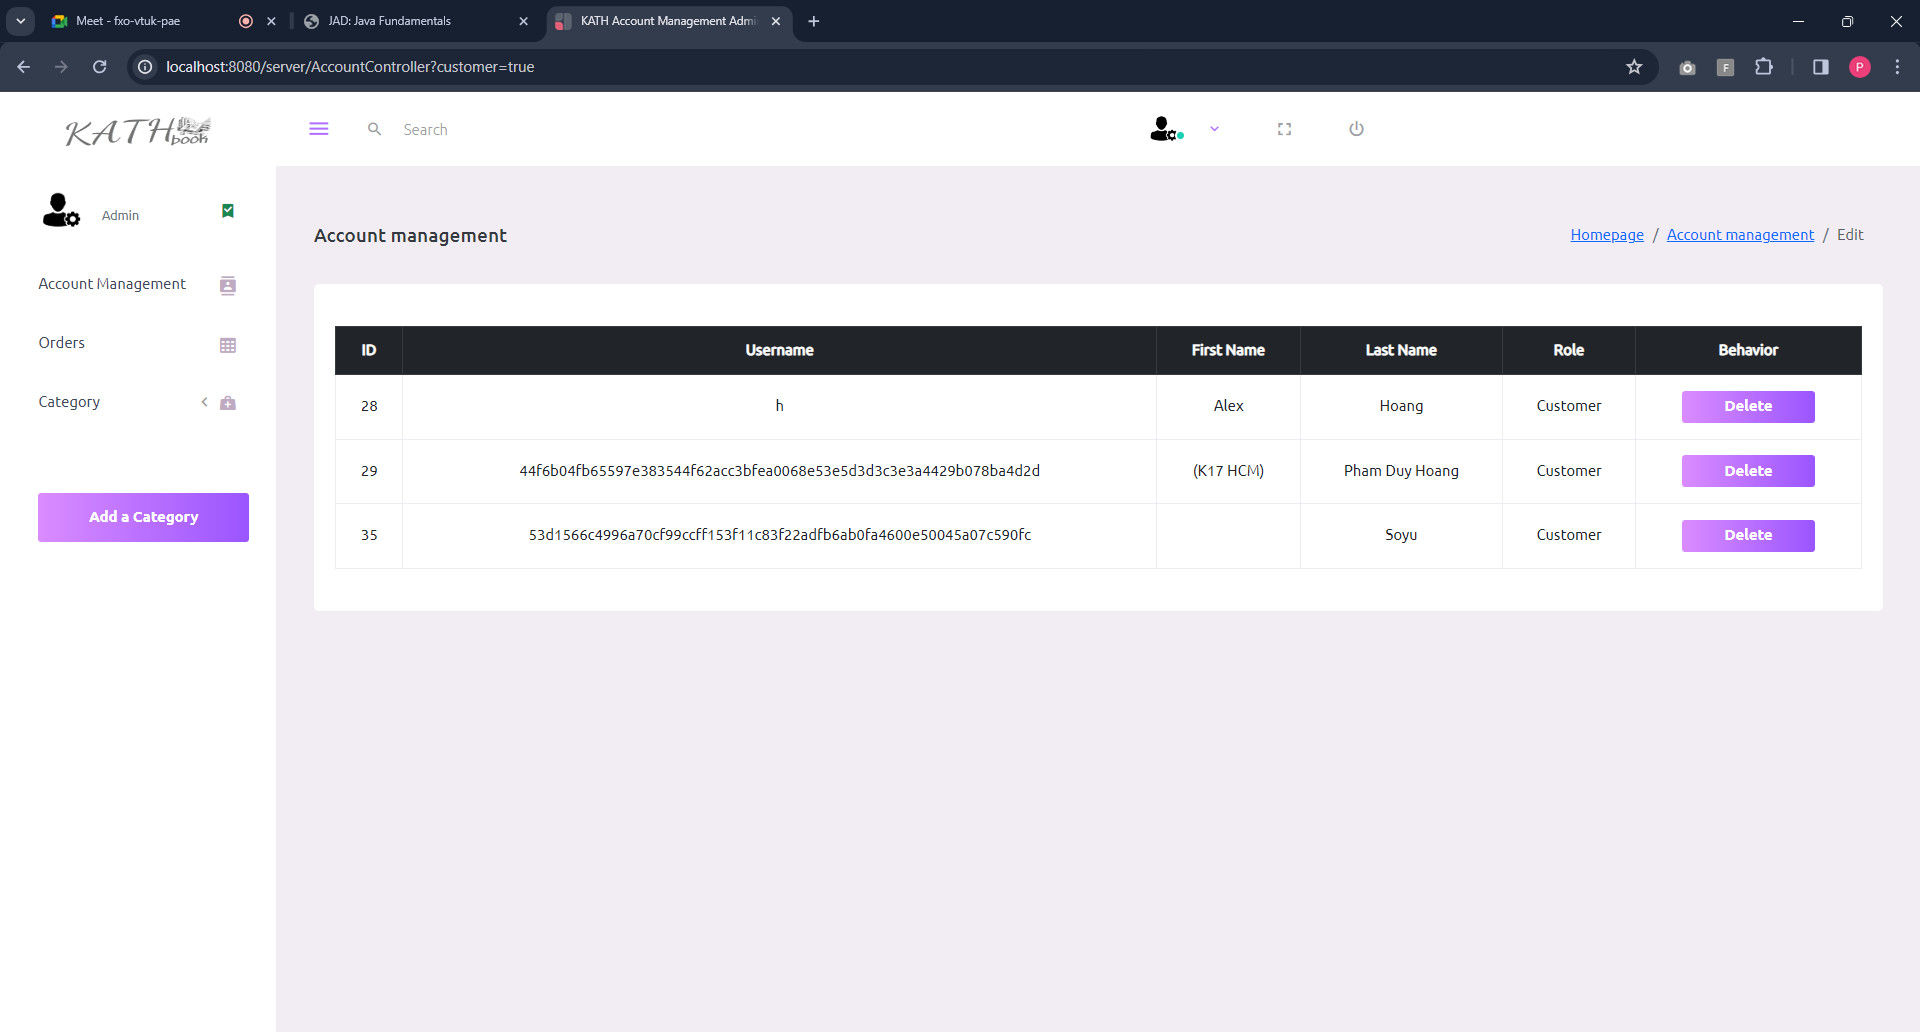 Meet - fxo-vtuk-pae
JAD: Java Fundamentals
KATH Account Management Admi
localhost:8080/server/AccountController?customer=true
F
P
KATH
book
Search
Admin
Account Management
Orders
Category
Add a Category
Account management
Homepage / Account management / Edit
ID Username First Name Last Name Role Behavior
28 h Alex Hoang Customer Delete
29 44f6b04fb65597e383544f62acc3bfea0068e53e5d3d3c3e3a4429b078ba4d2d (K17 HCM) Pham Duy Hoang Customer Delete
35 53d1566c4996a70cf99ccff153f11c83f22adfb6ab0fa4600e50045a07c590fc Soyu Customer Delete